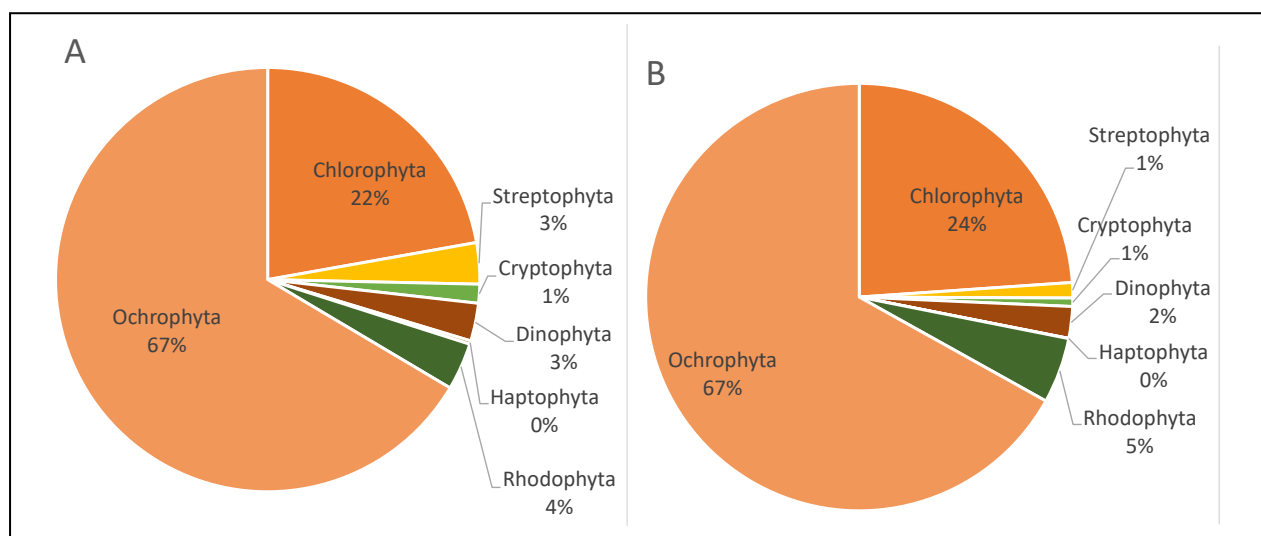 A
Chlorophyta
22%
Streptophyta
3%
Cryptophyta
1%
Dinophyta
3%
Haptophyta
0%
Rhodophyta
4%
Ochrophyta
67%
B
Chlorophyta
24%
Streptophyta
1%
Cryptophyta
1%
Dinophyta
2%
Haptophyta
0%
Rhodophyta
5%
Ochrophyta
67%